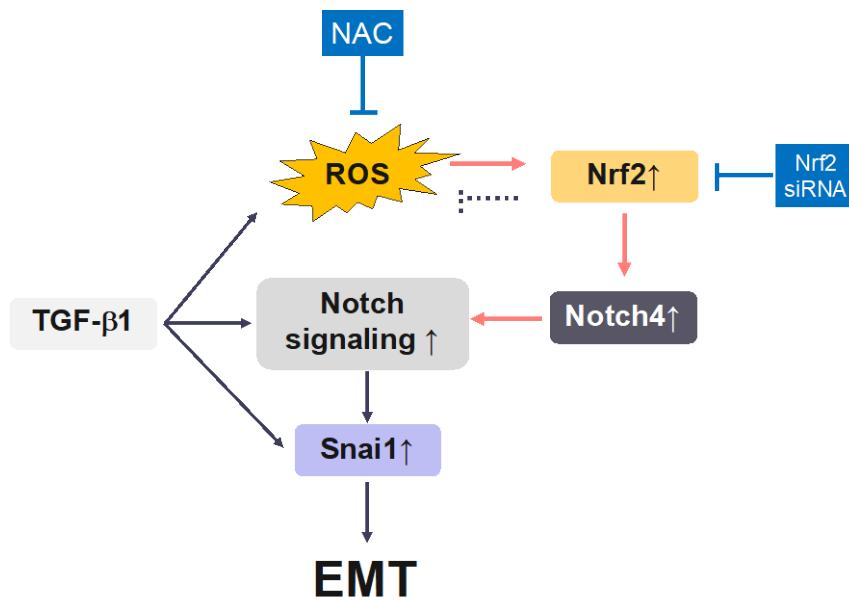 NAC
ROS
Nrf2↑
Nrf2
siRNA
TGF-β1
Notch
signaling ↑
Notch4↑
Snai1↑
EMT